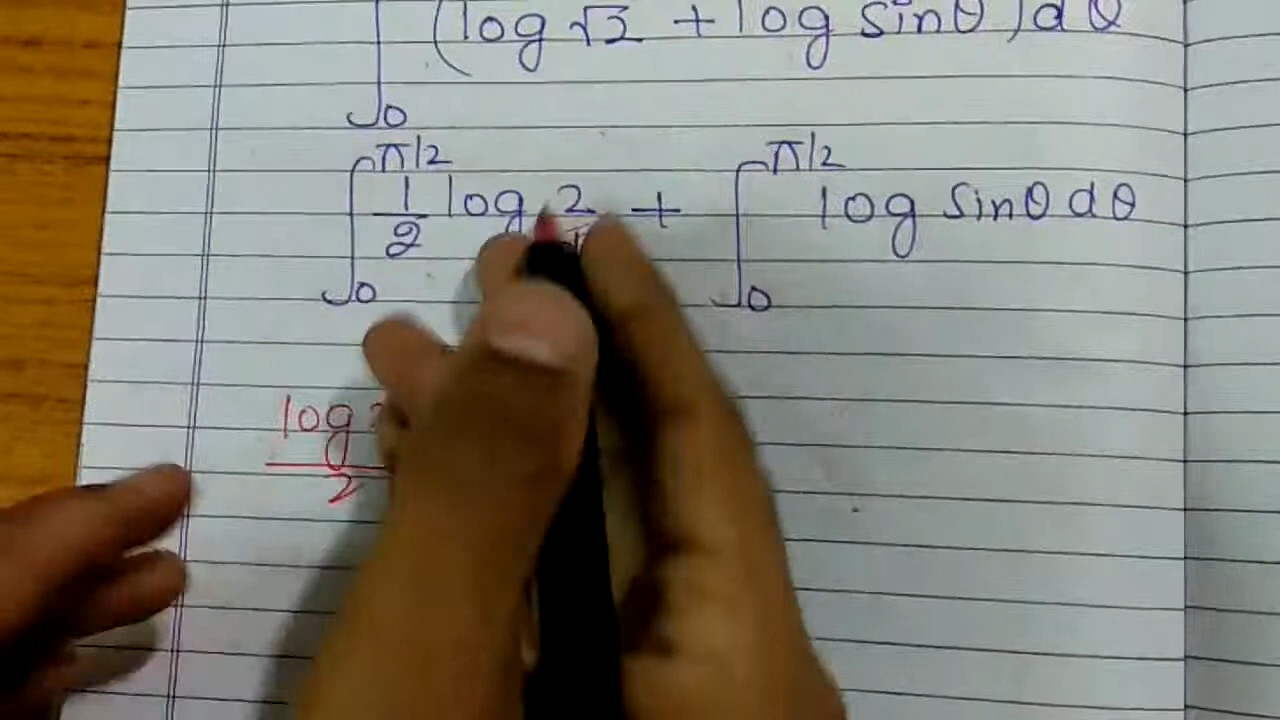 ∫₀ (log √2 + log sinθ) dθ
∫₀^π/2 1/2 log 2 + ∫₀^π/2 log sinθ dθ
log
2